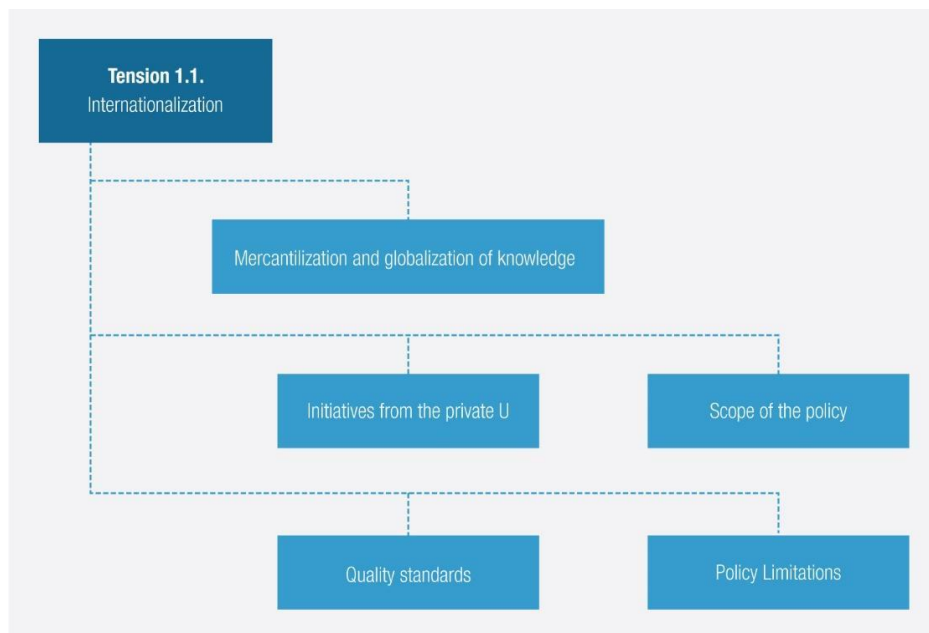 Tension 1.1.
Internationalization
Mercantilization and globalization of knowledge
Initiatives from the private U
Scope of the policy
Quality standards
Policy Limitations